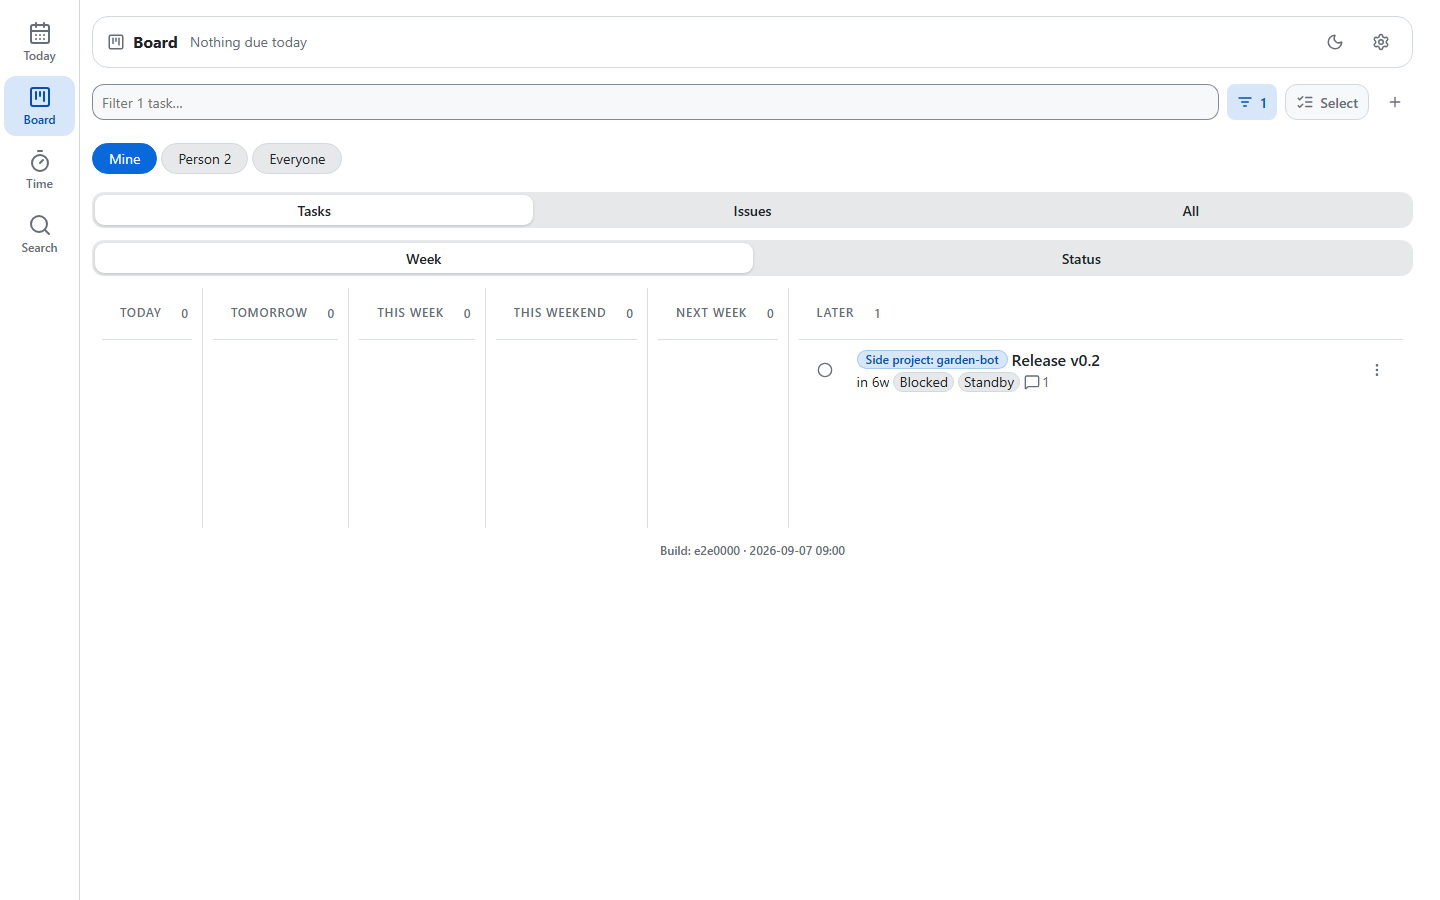 Today
Board
Time
Search
Board Nothing due today
Filter 1 task...
1
Select
Mine
Person 2
Everyone
Tasks
Issues
All
Week
Status
TODAY 0
TOMORROW 0
THIS WEEK 0
THIS WEEKEND 0
NEXT WEEK 0
LATER 1
Side project: garden-bot Release v0.2
in 6w Blocked Standby 1
Build: e2e0000 · 2026-09-07 09:00